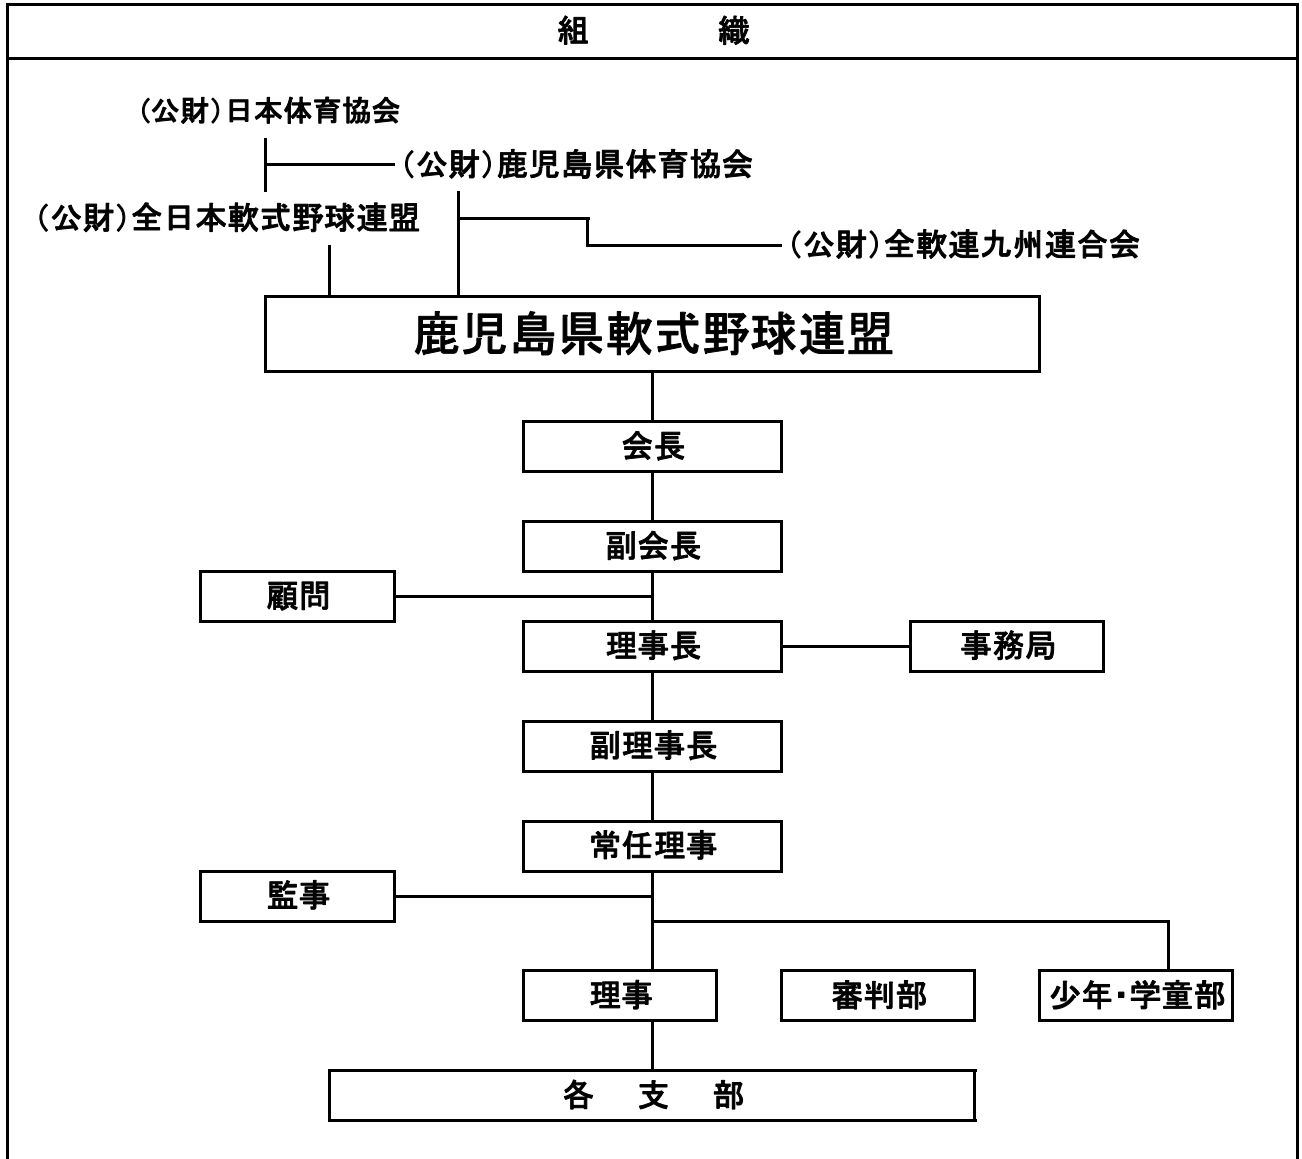 組　織
（公財）日本体育協会
（公財）鹿児島県体育協会
（公財）全日本軟式野球連盟
（公財）全軟連九州連合会
鹿児島県軟式野球連盟
会長
副会長
顧問
理事長
事務局
副理事長
常任理事
監事
理事
審判部
少年・学童部
各　支　部